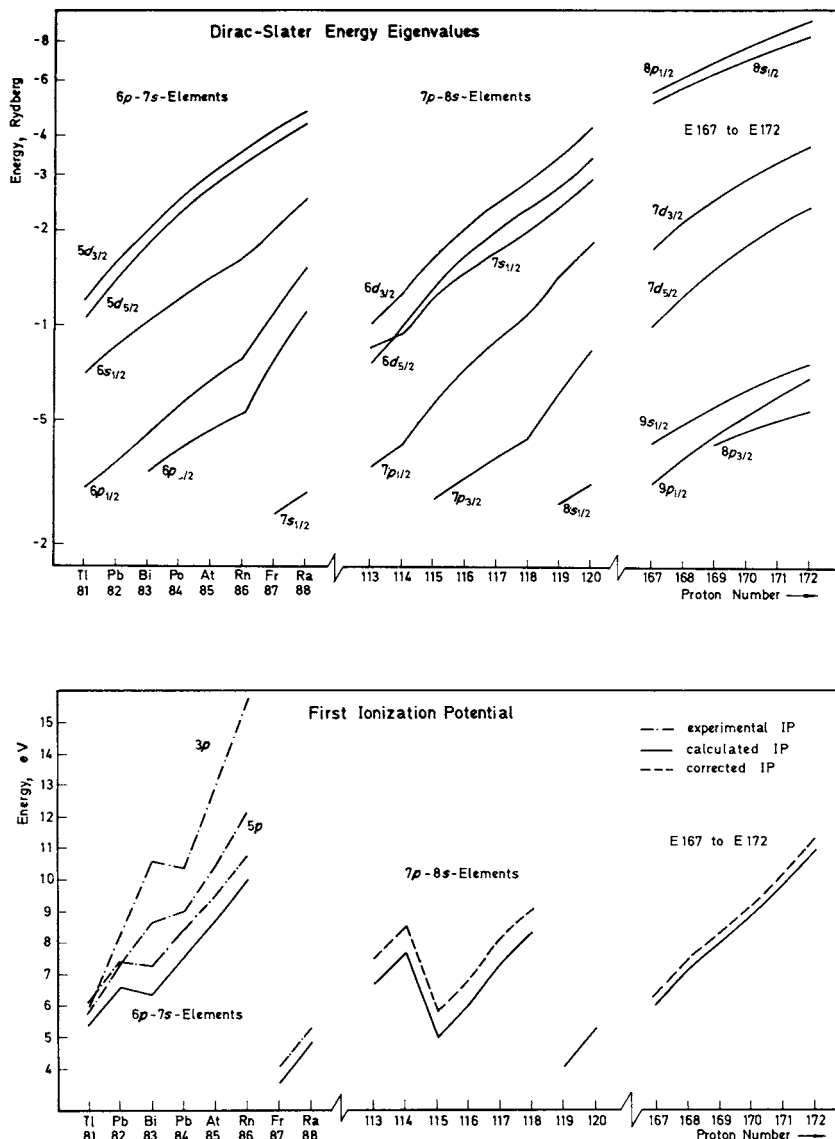 Dirac-Slater Energy Eigenvalues
Energy, Rydberg
-8
-6
-4
-3
-2
-1
-5
-2
6p-7s-Elements
5d3/2
5d5/2
6s1/2
6p1/2
7s1/2
7p-8s-Elements
6d3/2
7s1/2
6d5/2
7p1/2
7p3/2
8s1/2
8p1/2
8s1/2
E167 to E172
7d3/2
7d5/2
9s1/2
8p3/2
9p1/2
Tl Pb Bi Po At Rn Fr Ra
81 82 83 84 85 86 87 88
113 114 115 116 117 118 119 120
167 168 169 170 171 172
Proton Number
First Ionization Potential
Energy, eV
15
14
13
12
11
10
9
8
7
6
5
4
experimental IP
calculated IP
corrected IP
3p
5p
6p-7s-Elements
7p-8s-Elements
E167 to E172
Tl Pb Bi Pb At Rn Fr Ra
81 82 83 84 85 86 87 88
113 114 115 116 117 118 119 120
167 168 169 170 171 172
Proton Number